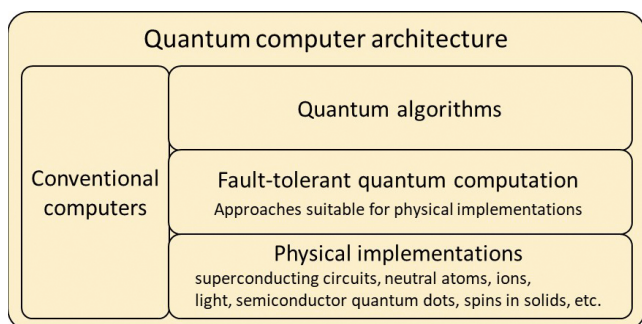 Quantum computer architecture
Conventional
computers
Quantum algorithms
Fault-tolerant quantum computation
Approaches suitable for physical implementations
Physical implementations
superconducting circuits, neutral atoms, ions,
light, semiconductor quantum dots, spins in solids, etc.